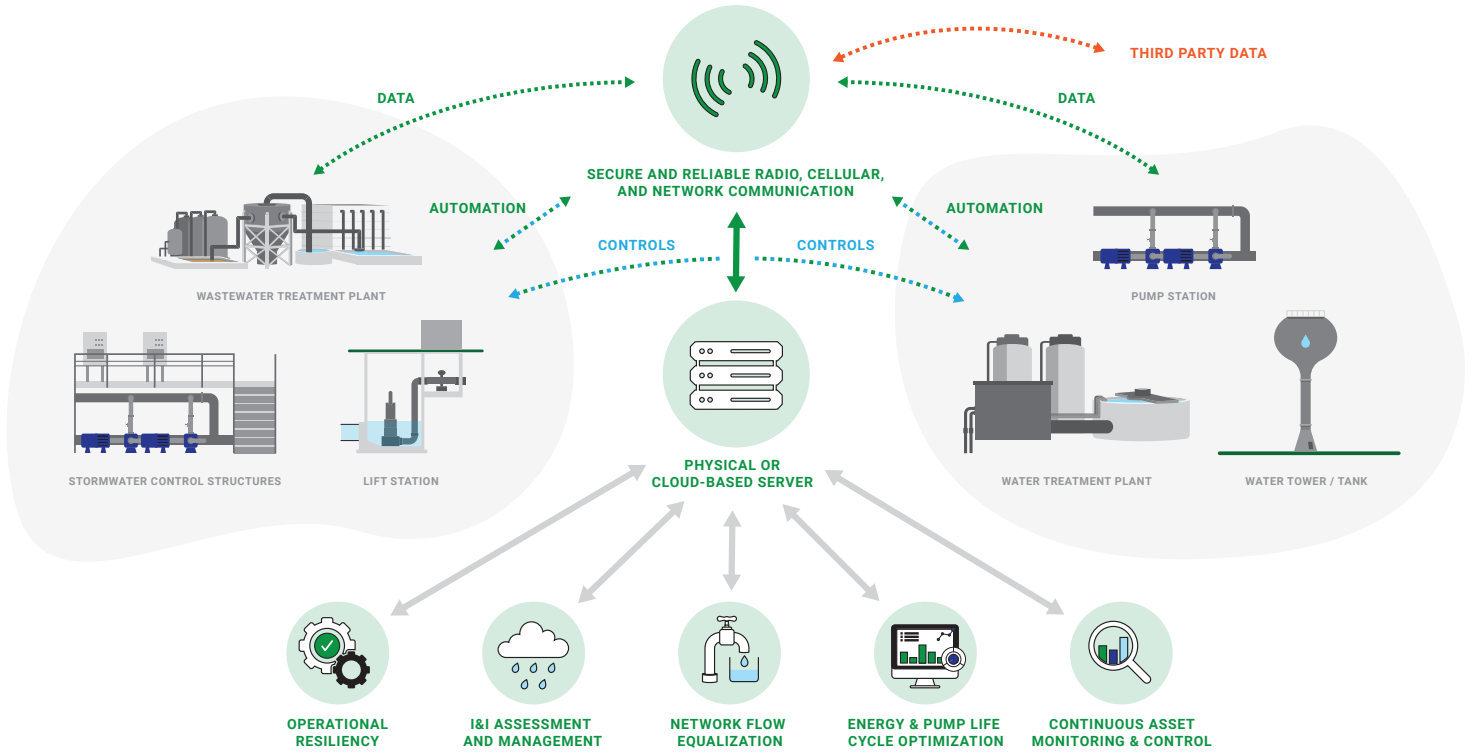 THIRD PARTY DATA
DATA
DATA
SECURE AND RELIABLE RADIO, CELLULAR,
AND NETWORK COMMUNICATION
AUTOMATION
AUTOMATION
CONTROLS
CONTROLS
WASTEWATER TREATMENT PLANT
PUMP STATION
STORMWATER CONTROL STRUCTURES
LIFT STATION
PHYSICAL OR
CLOUD-BASED SERVER
WATER TREATMENT PLANT
WATER TOWER / TANK
OPERATIONAL
RESILIENCY
I&I ASSESSMENT
AND MANAGEMENT
NETWORK FLOW
EQUALIZATION
ENERGY & PUMP LIFE
CYCLE OPTIMIZATION
CONTINUOUS ASSET
MONITORING & CONTROL